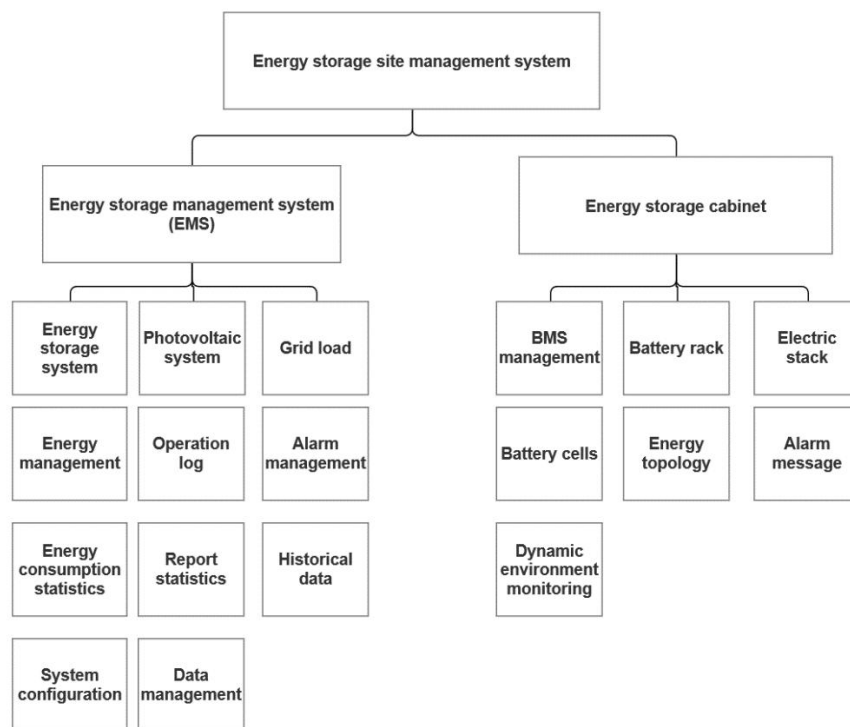 Energy storage site management system
Energy storage management system
(EMS)
Energy storage cabinet
Energy
storage
system
Photovoltaic
system
Grid load
BMS
management
Battery rack
Electric
stack
Energy
management
Operation
log
Alarm
management
Battery cells
Energy
topology
Alarm
message
Energy
consumption
statistics
Report
statistics
Historical
data
Dynamic
environment
monitoring
System
configuration
Data
management